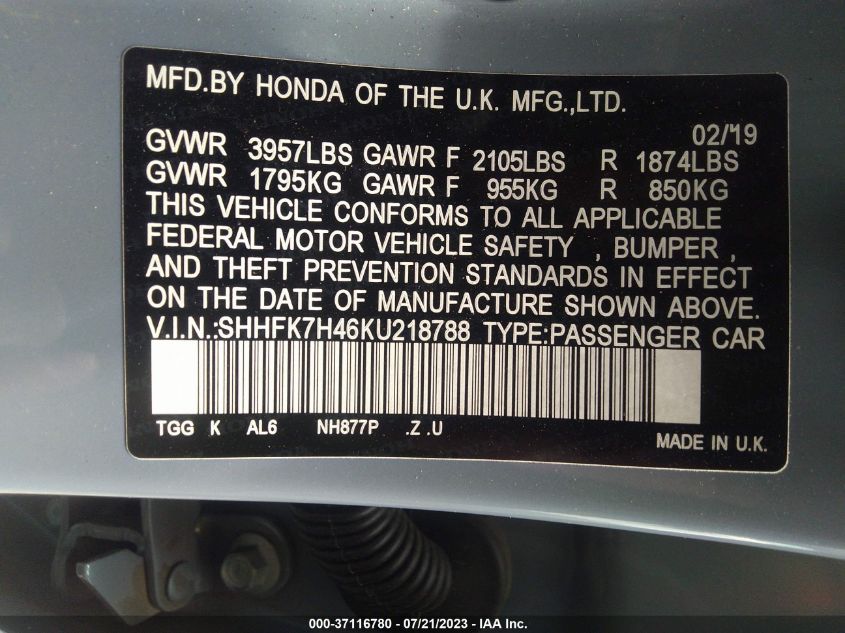 MFD.BY HONDA OF THE U.K. MFG.,LTD.
02/'19
GVWR 3957LBS GAWR F 2105LBS R 1874LBS
GVWR 1795KG GAWR F 955KG R 850KG
THIS VEHICLE CONFORMS TO ALL APPLICABLE
FEDERAL MOTOR VEHICLE SAFETY , BUMPER ,
AND THEFT PREVENTION STANDARDS IN EFFECT
ON THE DATE OF MANUFACTURE SHOWN ABOVE.
V.I.N.:SHHFK7H46KU218788 TYPE:PASSENGER CAR
TGG K AL6 NH877P .Z .U
MADE IN U.K.
000-37116780 - 07/21/2023 - IAA Inc.